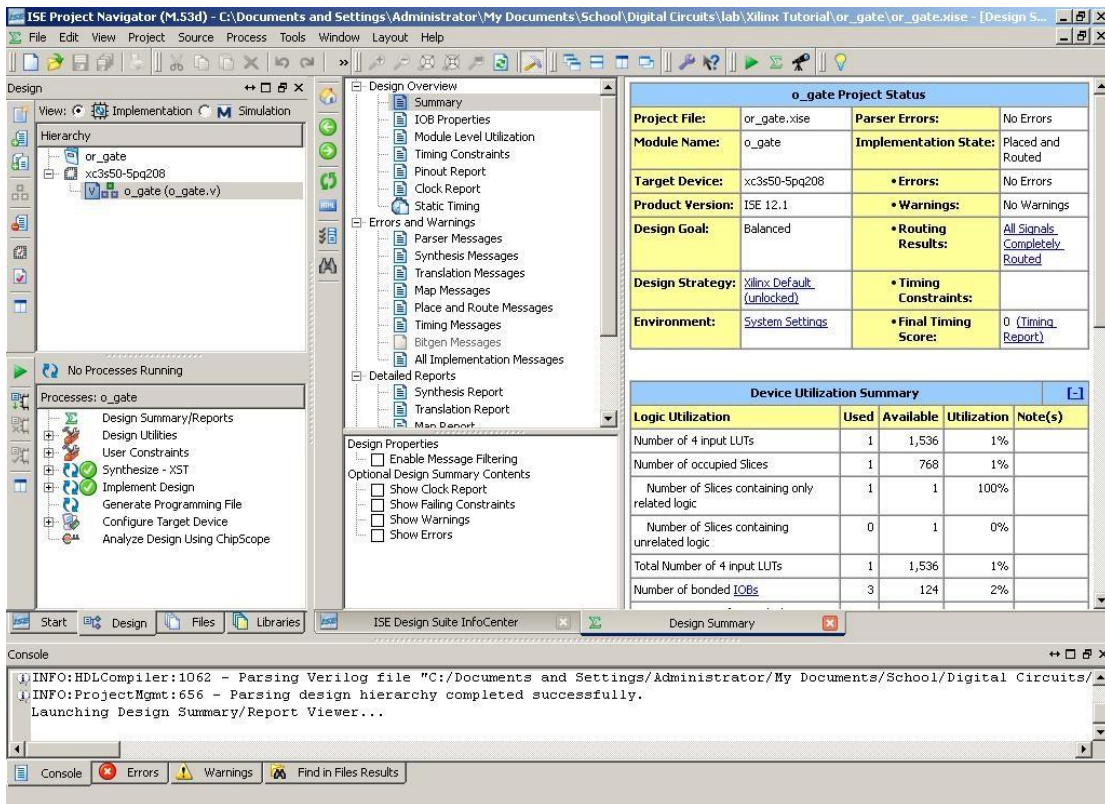 ISE Project Navigator (M.53d) - C:\Documents and Settings\Administrator\My Documents\School\Digital Circuits\lab\Xilinx Tutorial\or_gate\or_gate.xise - [Design S...
File Edit View Project Source Process Tools Window Layout Help
Design
View: Implementation Simulation
Hierarchy
or_gate
xc3s50-5pq208
o_gate (o_gate.v)
No Processes Running
Processes: o_gate
Design Summary/Reports
Design Utilities
User Constraints
Synthesize - XST
Implement Design
Generate Programming File
Configure Target Device
Analyze Design Using ChipScope
Start Design Files Libraries
Design Overview
Summary
IOB Properties
Module Level Utilization
Timing Constraints
Pinout Report
Clock Report
Static Timing
Errors and Warnings
Parser Messages
Synthesis Messages
Translation Messages
Map Messages
Place and Route Messages
Timing Messages
Bitgen Messages
All Implementation Messages
Detailed Reports
Synthesis Report
Translation Report
Map Report
Design Properties
Enable Message Filtering
Optional Design Summary Contents
Show Clock Report
Show Failing Constraints
Show Warnings
Show Errors
ISE Design Suite InfoCenter
Design Summary
o_gate Project Status
Project File: or_gate.xise Parser Errors: No Errors
Module Name: o_gate Implementation State: Placed and
Routed
Target Device: xc3s50-5pq208 •Errors: No Errors
Product Version: ISE 12.1 •Warnings: No Warnings
Design Goal: Balanced •Routing All Signals
Results: Completely
Routed
Design Strategy: Xilinx Default •Timing
(unlocked) Constraints:
Environment: System Settings •Final Timing 0 (Timing
Score: Report)
Device Utilization Summary [-]
Logic Utilization Used Available Utilization Note(s)
Number of 4 input LUTs 1 1,536 1%
Number of occupied Slices 1 768 1%
Number of Slices containing only 1 1 100%
related logic
Number of Slices containing 0 1 0%
unrelated logic
Total Number of 4 input LUTs 1 1,536 1%
Number of bonded IOBs 3 124 2%
Console
INFO:HDLCompiler:1062 - Parsing Verilog file "C:/Documents and Settings/Administrator/My Documents/School/Digital Circuits/
INFO:ProjectMgmt:656 - Parsing design hierarchy completed successfully.
Launching Design Summary/Report Viewer...
Console Errors Warnings Find in Files Results